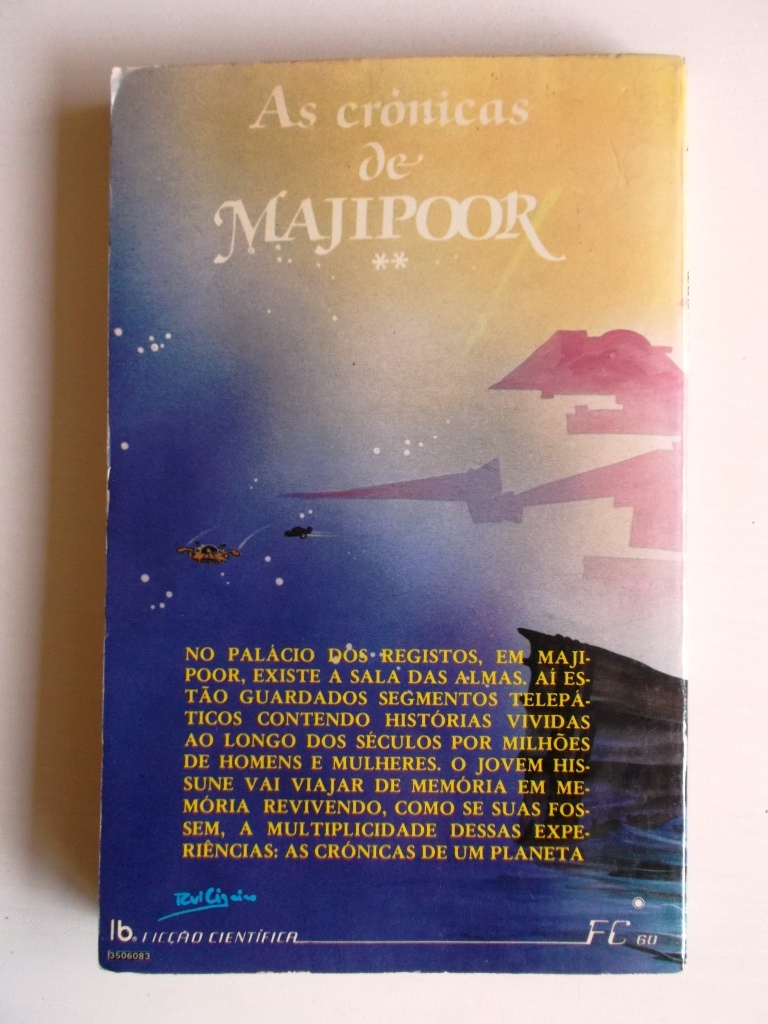 As crónicas
de
MAJIPOOR
**
NO PALÁCIO DOS REGISTOS, EM MAJI-
POOR, EXISTE A SALA DAS ALMAS. AÍ ES-
TÃO GUARDADOS SEGMENTOS TELEPÁ-
TICOS CONTENDO HISTÓRIAS VIVIDAS
AO LONGO DOS SÉCULOS POR MILHÕES
DE HOMENS E MULHERES. O JOVEM HIS-
SUNE VAI VIAJAR DE MEMÓRIA EM ME-
MÓRIA REVIVENDO, COMO SE SUAS FOS-
SEM, A MULTIPLICIDADE DESSAS EXPE-
RIÊNCIAS: AS CRÓNICAS DE UM PLANETA
lb. FICÇÃO CIENTÍFICA FC 60
3506083